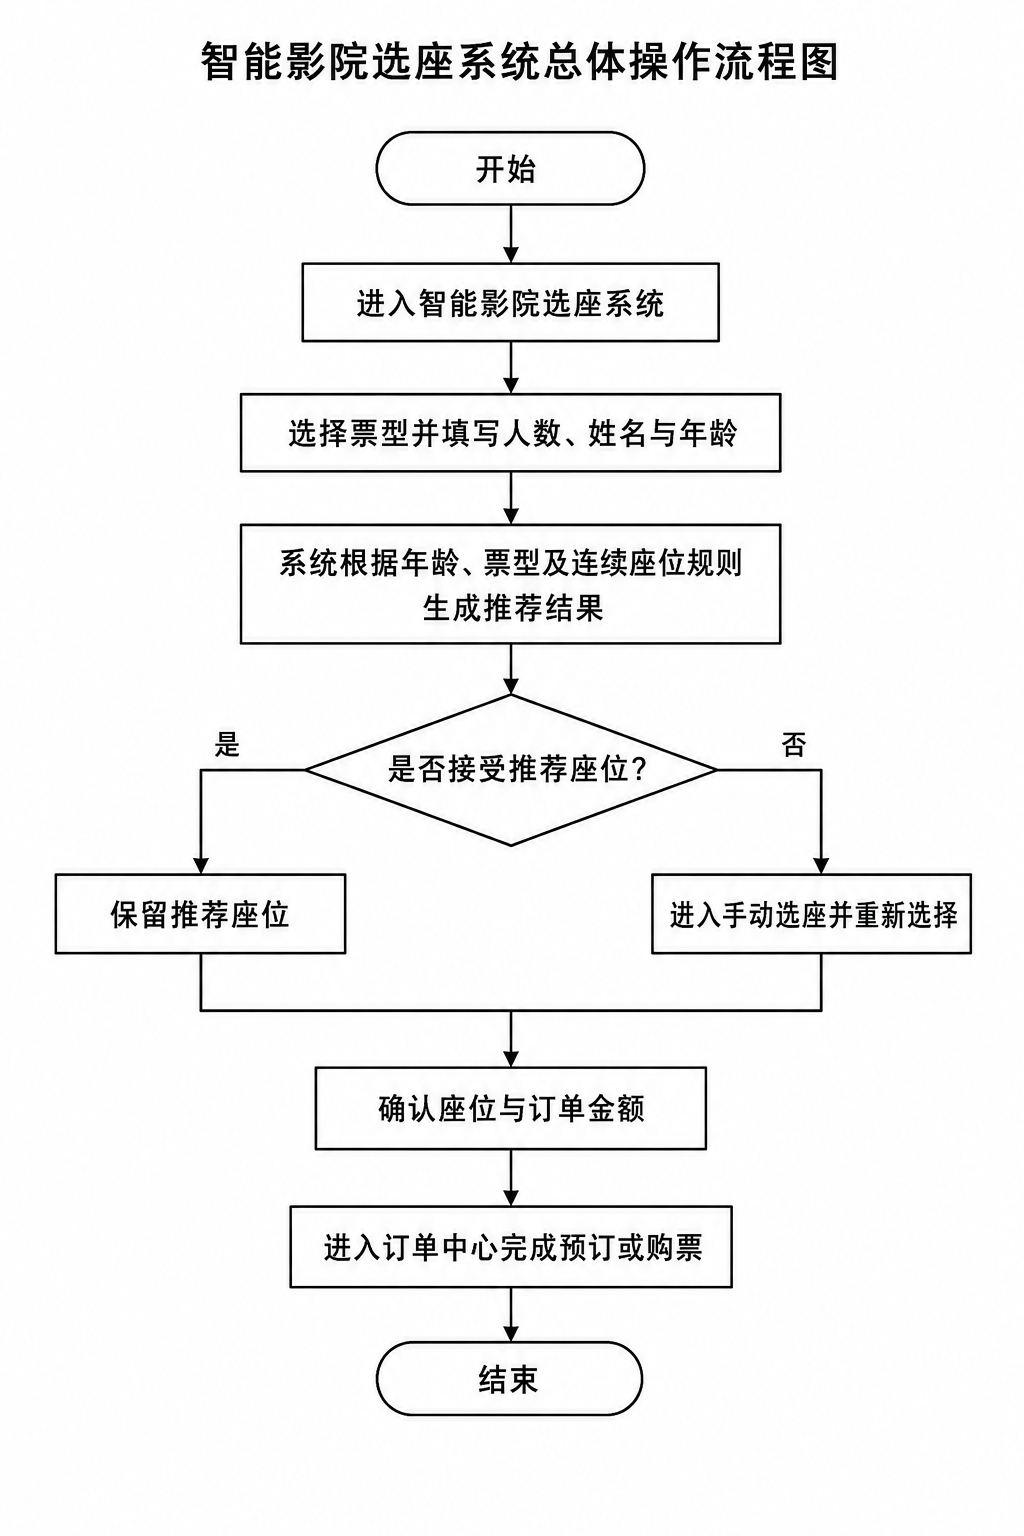 智能影院选座系统总体操作流程图
开始
进入智能影院选座系统
选择票型并填写人数、姓名与年龄
系统根据年龄、票型及连续座位规则
生成推荐结果
是否接受推荐座位?
是
否
保留推荐座位
进入手动选座并重新选择
确认座位与订单金额
进入订单中心完成预订或购票
结束